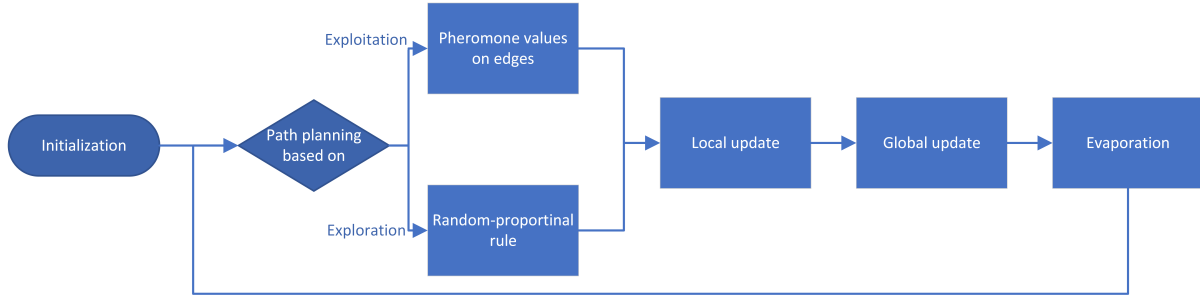 Initialization
Path planning
based on
Exploitation
Pheromone values
on edges
Exploration
Random-proportinal
rule
Local update
Global update
Evaporation